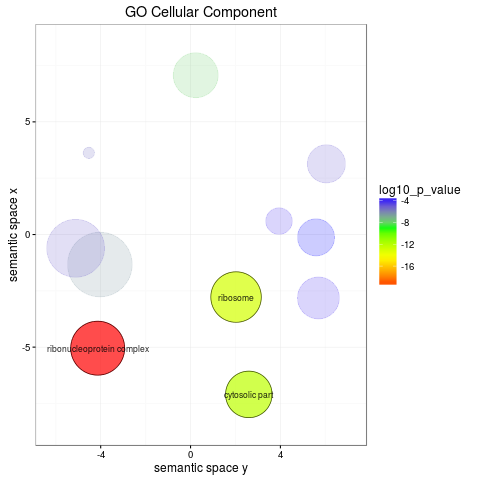 GO Cellular Component
5
0
-5
semantic space x
ribosome
ribonucleoprotein complex
cytosolic part
-4
0
4
semantic space y
log10_p_value
-4
-8
-12
-16